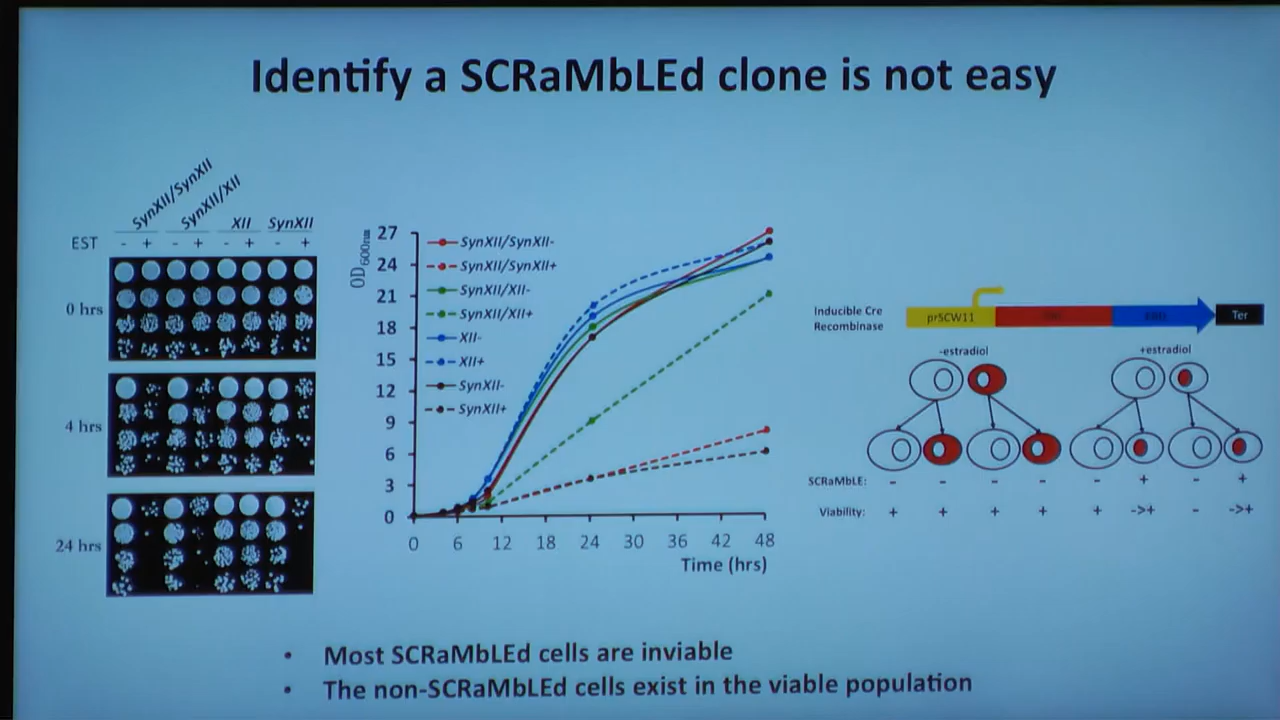 Identify a SCRaMbLEd clone is not easy
SynXII/SynXII
SynXII/XII
XII
SynXII
EST - + - + - + - +
0 hrs
4 hrs
24 hrs
OD600nm
27
24
21
18
15
12
9
6
3
0
SynXII/SynXII-
SynXII/SynXII+
SynXII/XII-
SynXII/XII+
XII-
XII+
SynXII-
SynXII+
0 6 12 18 24 30 36 42 48
Time (hrs)
Inducible Cre
Recombinase
prSCW11
Ter
-estradiol
+estradiol
SCRaMbLE: - - - - - + - +
Viability: + + + + + ->+ - ->+
• Most SCRaMbLEd cells are inviable
• The non-SCRaMbLEd cells exist in the viable population